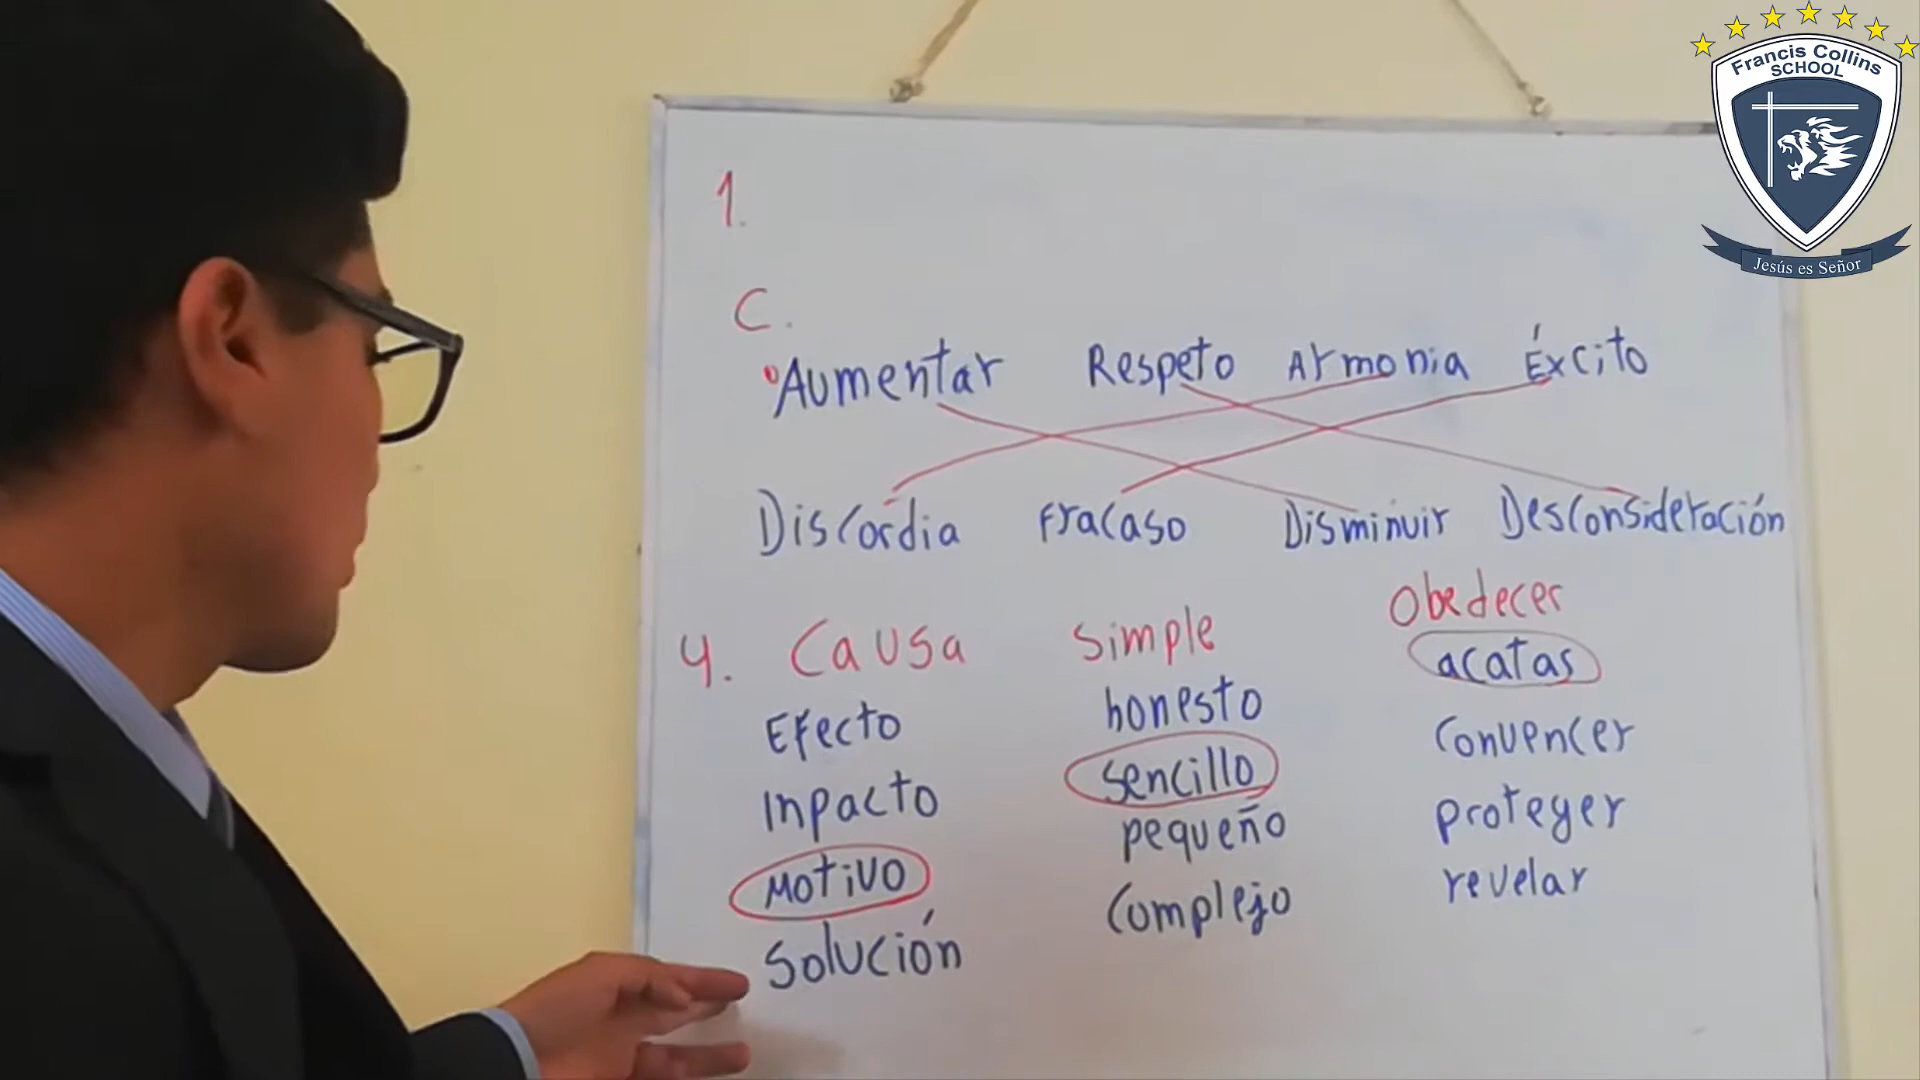 Francis Collins
SCHOOL
Jesús es Señor
1.
C.
Aumentar Respeto Armonia Éxcito
Discordia Fracaso Disminuir Desconsideración
4. Causa Simple Obedecer
Efecto honesto acatas
Inpacto sencillo convencer
Motivo pequeño proteger
Solución Complejo revelar